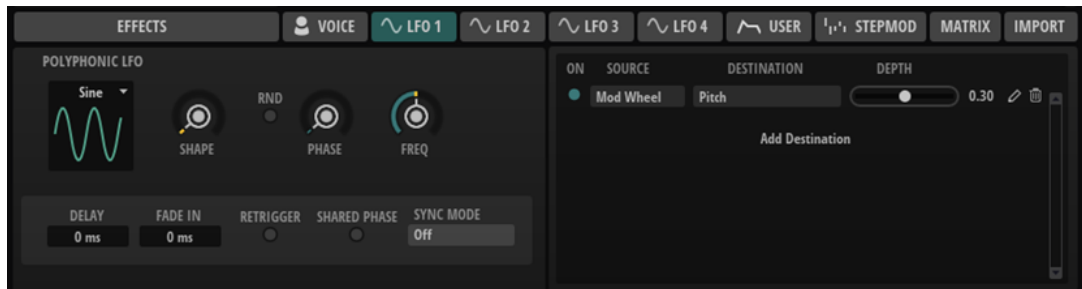 EFFECTS VOICE LFO 1 LFO 2 LFO 3 LFO 4 USER STEPMOD MATRIX IMPORT
POLYPHONIC LFO
Sine
RND
SHAPE PHASE FREQ
DELAY FADE IN RETRIGGER SHARED PHASE SYNC MODE
0 ms 0 ms Off
ON SOURCE DESTINATION DEPTH
Mod Wheel Pitch 0.30
Add Destination